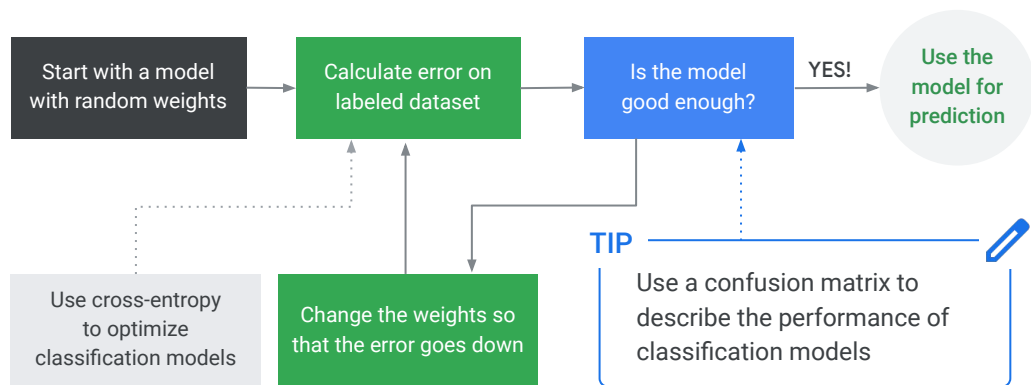 Start with a model
with random weights
Calculate error on
labeled dataset
Is the model
good enough?
YES!
Use the
model for
prediction
Use cross-entropy
to optimize
classification models
Change the weights so
that the error goes down
TIP
Use a confusion matrix to
describe the performance of
classification models